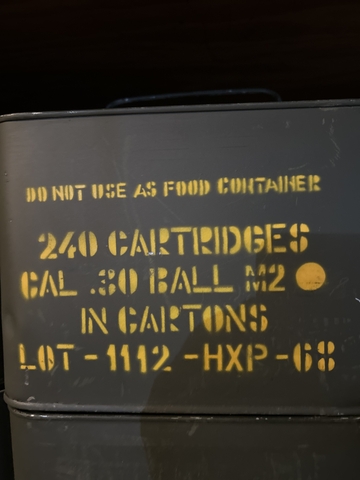 DO NOT USE AS FOOD CONTAINER
240 CARTRIDGES
CAL .30 BALL M2
IN CARTONS
LOT-1112-HXP-68